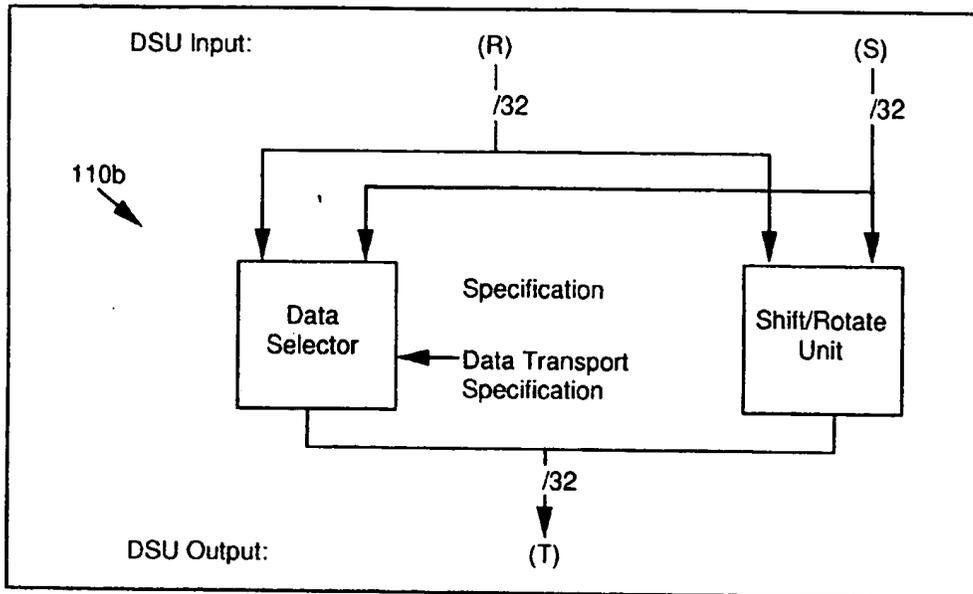 DSU Input:
(R)
(S)
/32
/32
110b
Specification
Data
Selector
Shift/Rotate
Unit
Data Transport
Specification
/32
DSU Output:
(T)